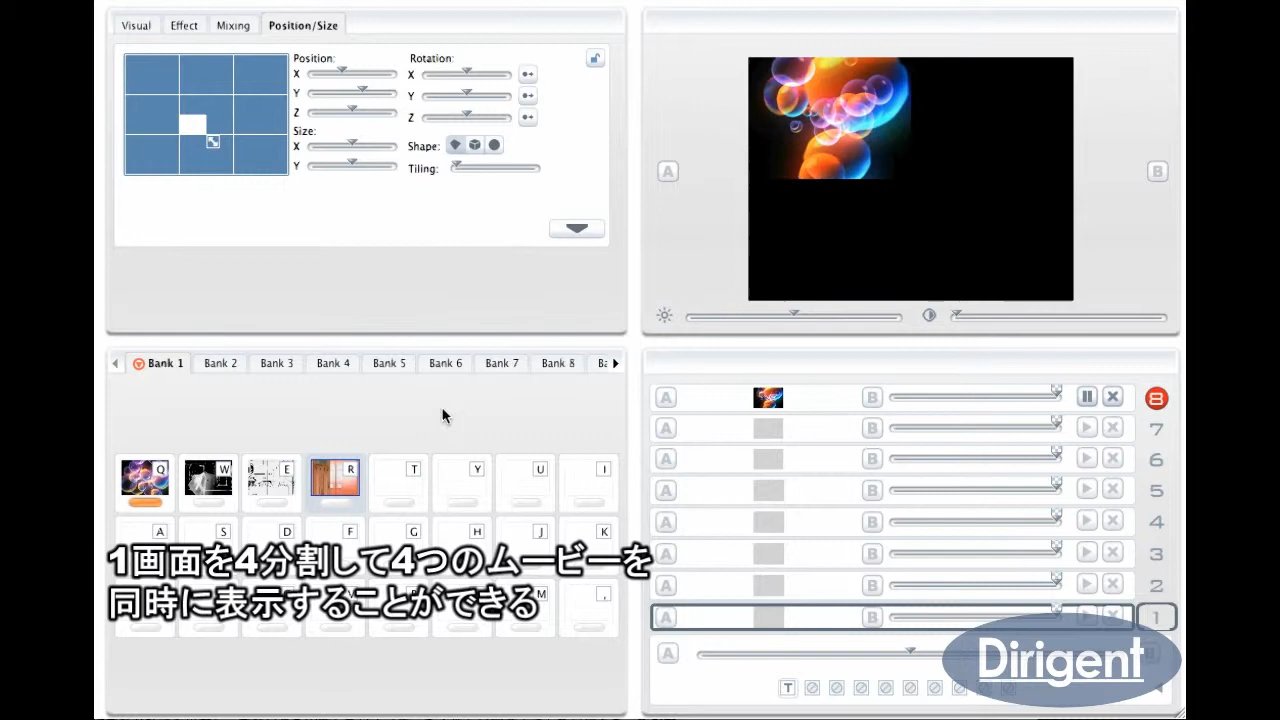 Visual Effect Mixing Position/Size
Position: Rotation:
X X
Y Y
Z Z
Size:
X Shape:
Y Tiling:
A B
Bank 1 Bank 2 Bank 3 Bank 4 Bank 5 Bank 6 Bank 7 Bank 8 Ba
Q W E R T Y U I
A S D F G H J K
M ,
A B 8
A B 7
A B 6
A B 5
A B 4
A B 3
A B 2
A B 1
A
T
1画面を4分割して4つのムービーを
同時に表示することができる
Dirigent